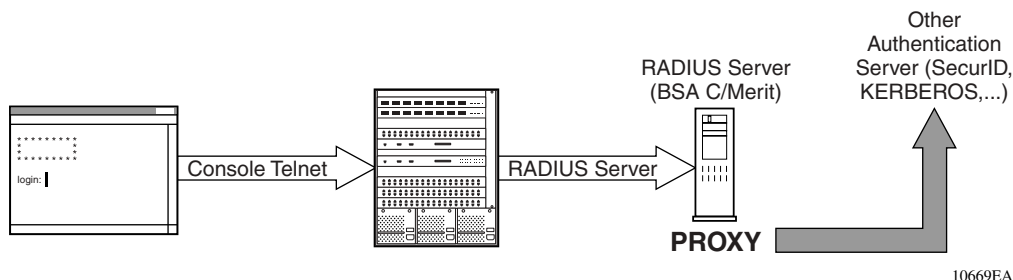 Other
Authentication
Server (SecurID,
KERBEROS,...)
RADIUS Server
(BSA C/Merit)
* * * * * * * * *
* *
* * * * * * * * *
login:
Console Telnet
RADIUS Server
PROXY
10669EA